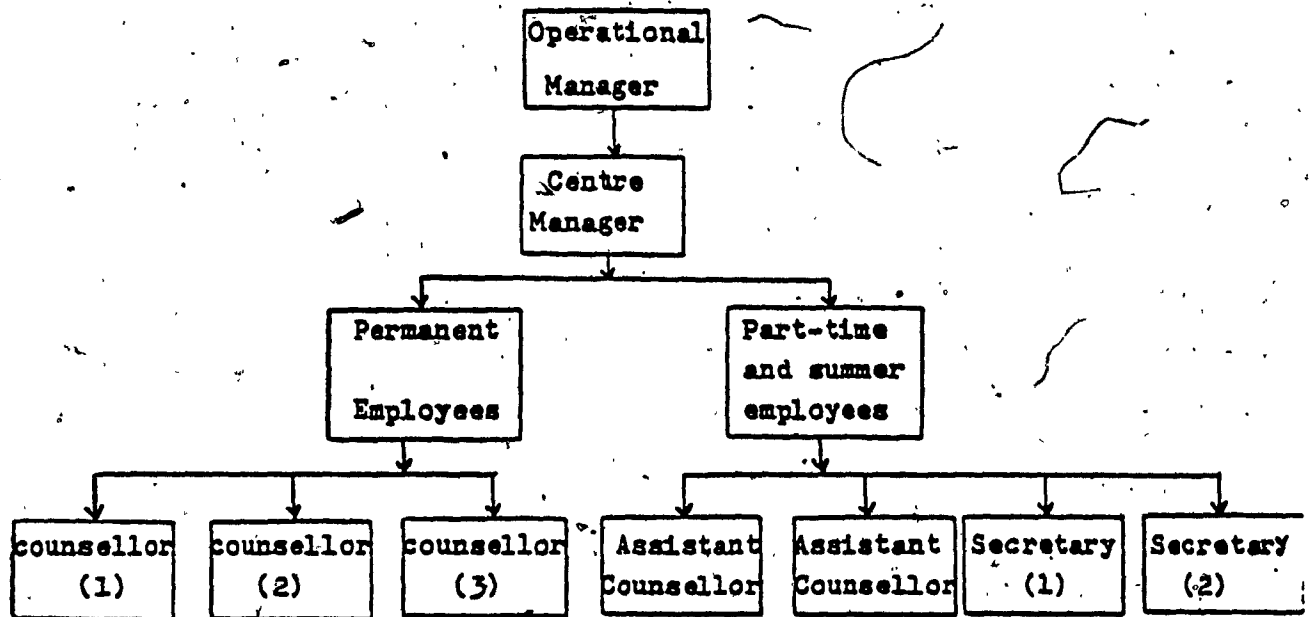 Operational
Manager
Centre
Manager
Permanent
Employees
Part-time
and summer
employees
counsellor
(1)
counsellor
(2)
counsellor
(3)
Assistant
Counsellor
Assistant
Counsellor
Secretary
(1)
Secretary
(2)